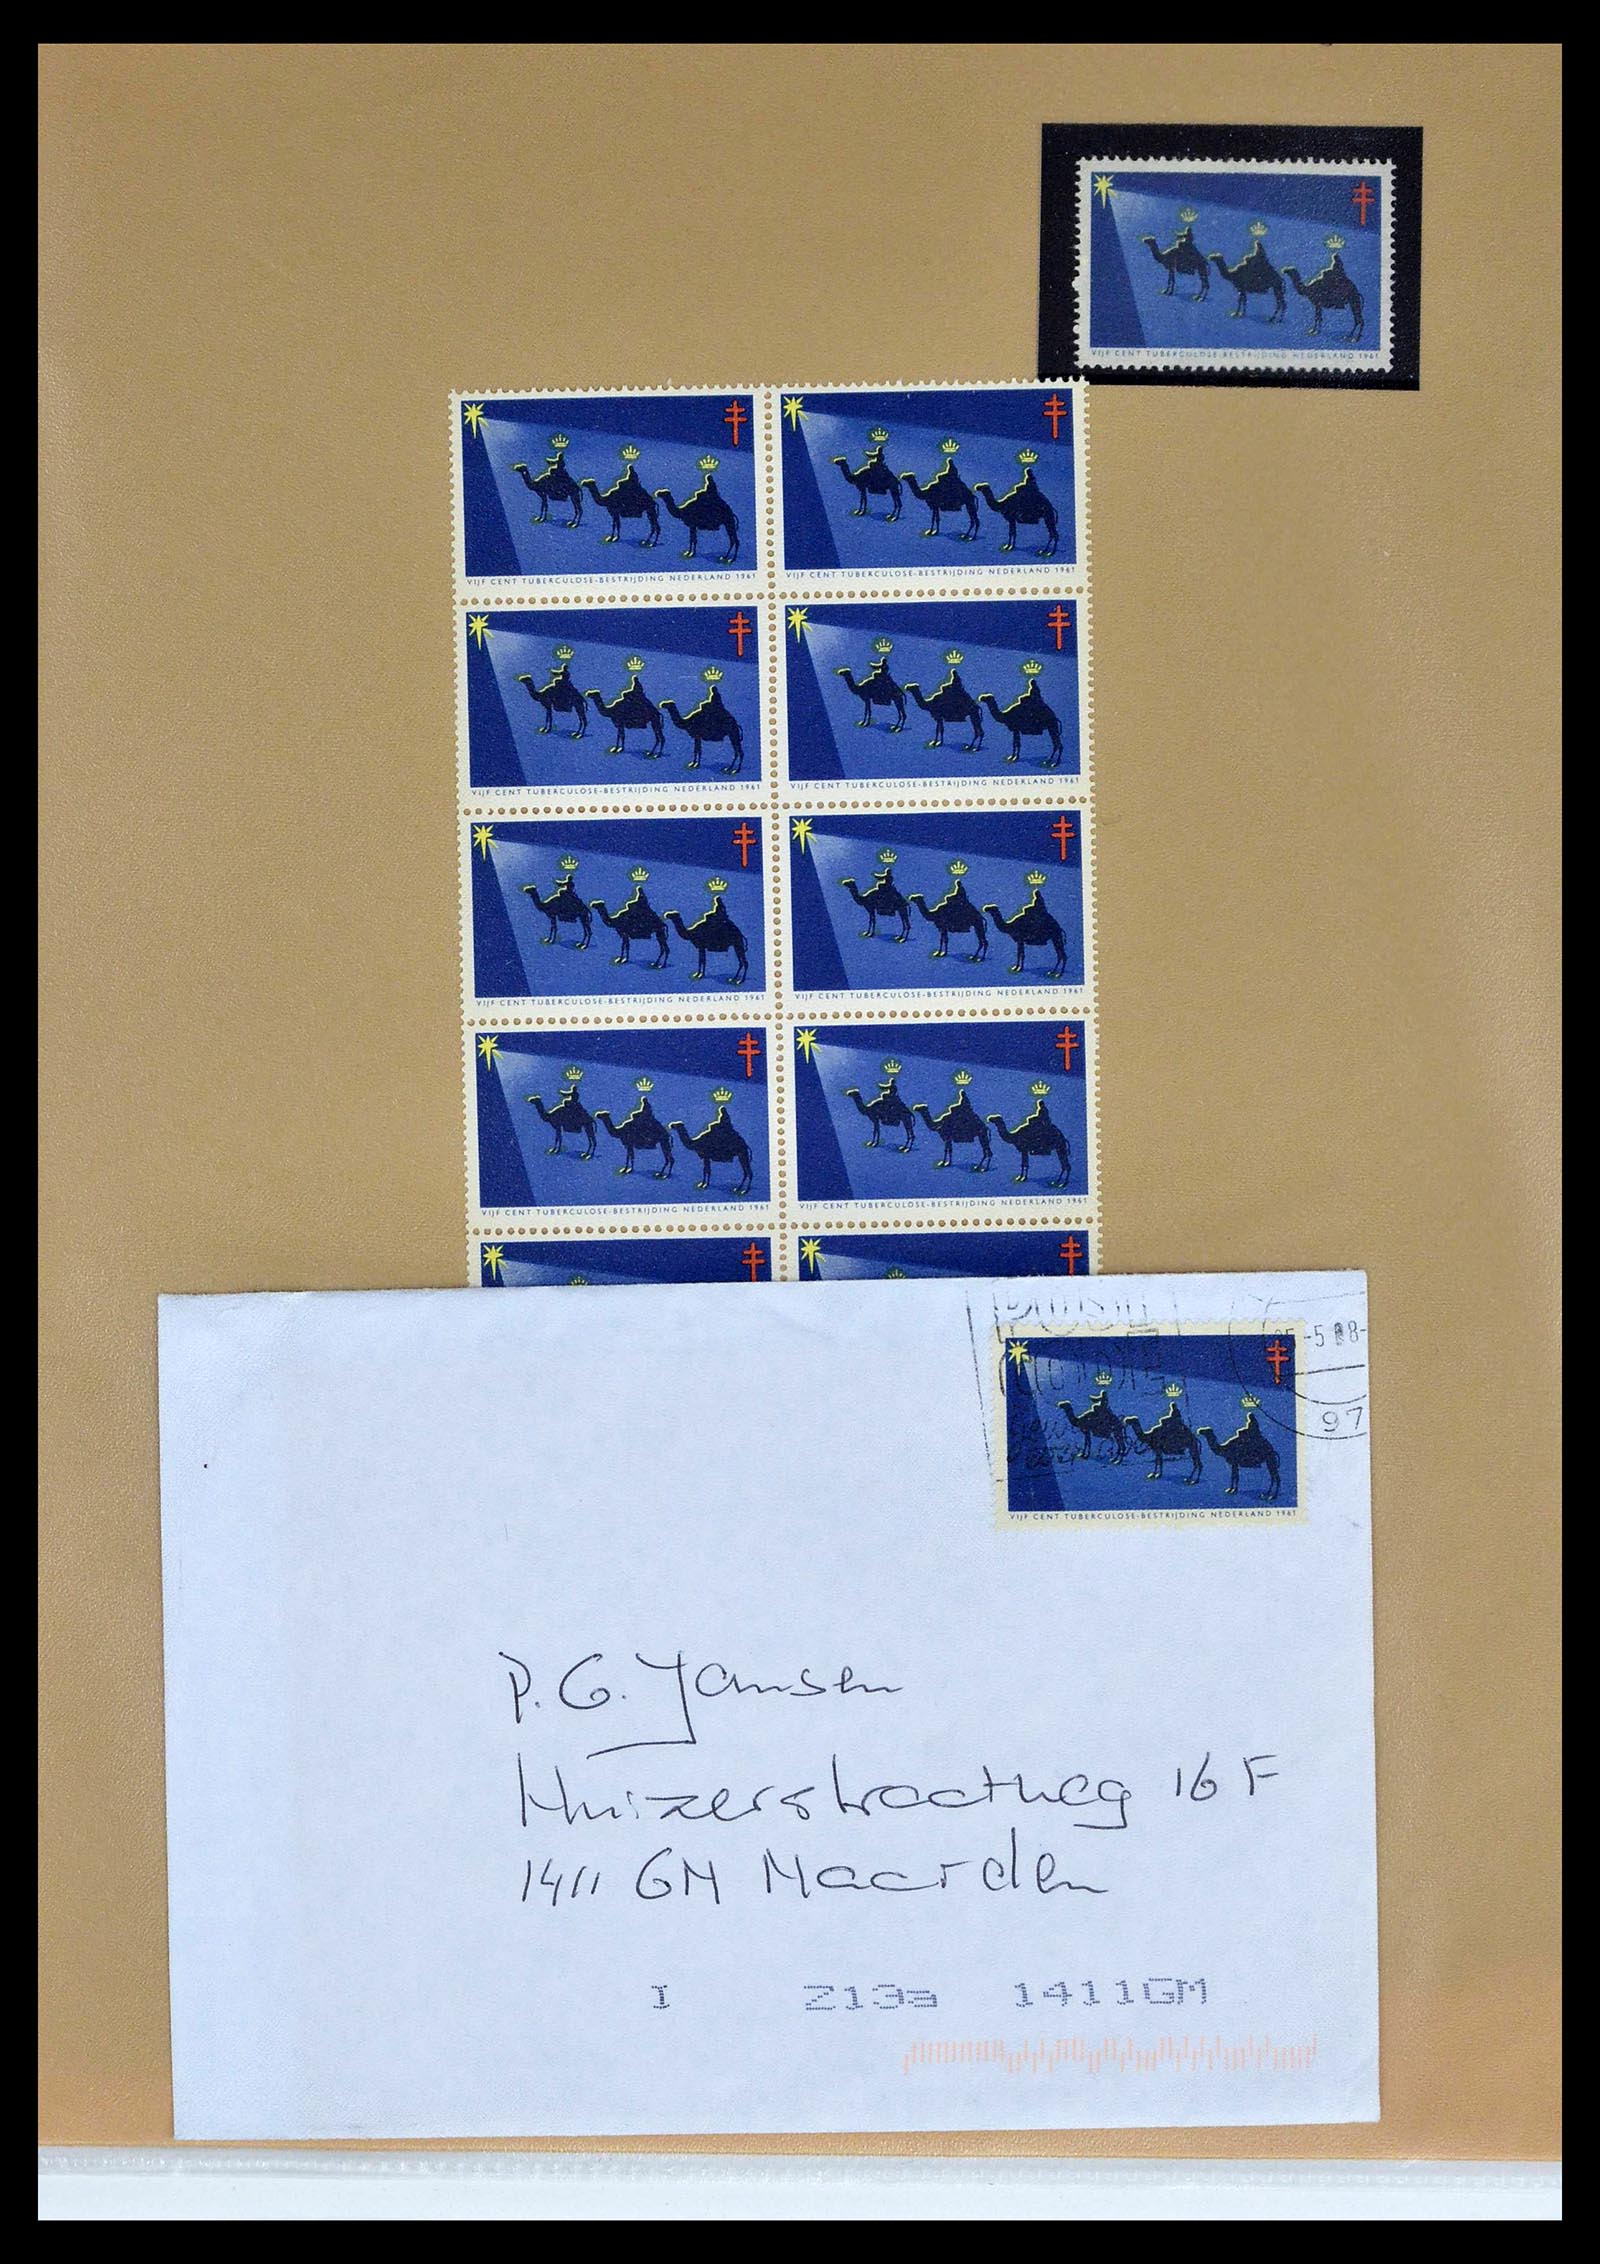 VIJF CENT TUBERCULOSE-BESTRIJDING NEDERLAND 1961
VIJF CENT TUBERCULOSE-BESTRIJDING NEDERLAND 1961
VIJF CENT TUBERCULOSE-BESTRIJDING NEDERLAND 1961
VIJF CENT TUBERCULOSE-BESTRIJDING NEDERLAND 1961
VIJF CENT TUBERCULOSE-BESTRIJDING NEDERLAND 1961
VIJF CENT TUBERCULOSE-BESTRIJDING NEDERLAND 1961
VIJF CENT TUBERCULOSE-BESTRIJDING NEDERLAND 1961
VIJF CENT TUBERCULOSE-BESTRIJDING NEDERLAND 1961
VIJF CENT TUBERCULOSE-BESTRIJDING NEDERLAND 1961
97
VIJF CENT TUBERCULOSE-BESTRIJDING NEDERLAND 1961
P. G. Jansen
Huizerstraatweg 16 F
1411 GM Naarden
I Z13a 1411GM